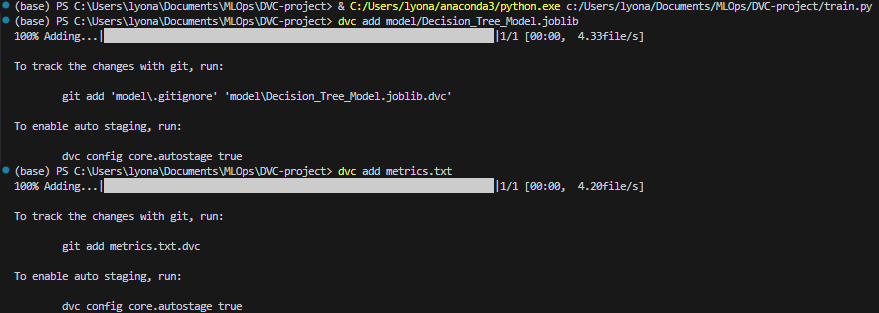 (base) PS C:\Users\lyona\Documents\MLOps\DVC-project> & C:/Users/lyona/anaconda3/python.exe c:/Users/lyona/Documents/MLOps/DVC-project/train.py
(base) PS C:\Users\lyona\Documents\MLOps\DVC-project> dvc add model/Decision_Tree_Model.joblib
100% Adding...| |1/1 [00:00, 4.33file/s]
To track the changes with git, run:
git add 'model\.gitignore' 'model\Decision_Tree_Model.joblib.dvc'
To enable auto staging, run:
dvc config core.autostage true
(base) PS C:\Users\lyona\Documents\MLOps\DVC-project> dvc add metrics.txt
100% Adding...| |1/1 [00:00, 4.20file/s]
To track the changes with git, run:
git add metrics.txt.dvc
To enable auto staging, run:
dvc config core.autostage true